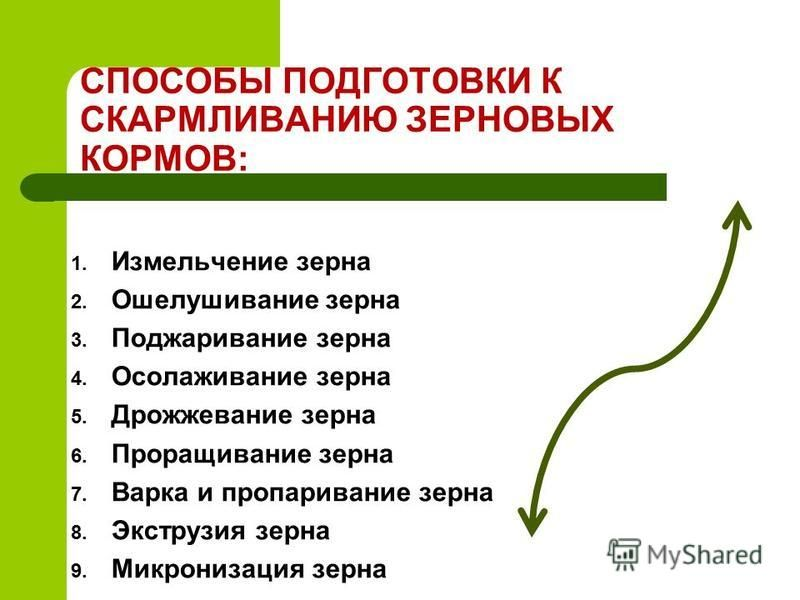 СПОСОБЫ ПОДГОТОВКИ К
СКАРМЛИВАНИЮ ЗЕРНОВЫХ
КОРМОВ:
1. Измельчение зерна
2. Ошелушивание зерна
3. Поджаривание зерна
4. Осолаживание зерна
5. Дрожжевание зерна
6. Проращивание зерна
7. Варка и пропаривание зерна
8. Экструзия зерна
9. Микронизация зерна
MyShared